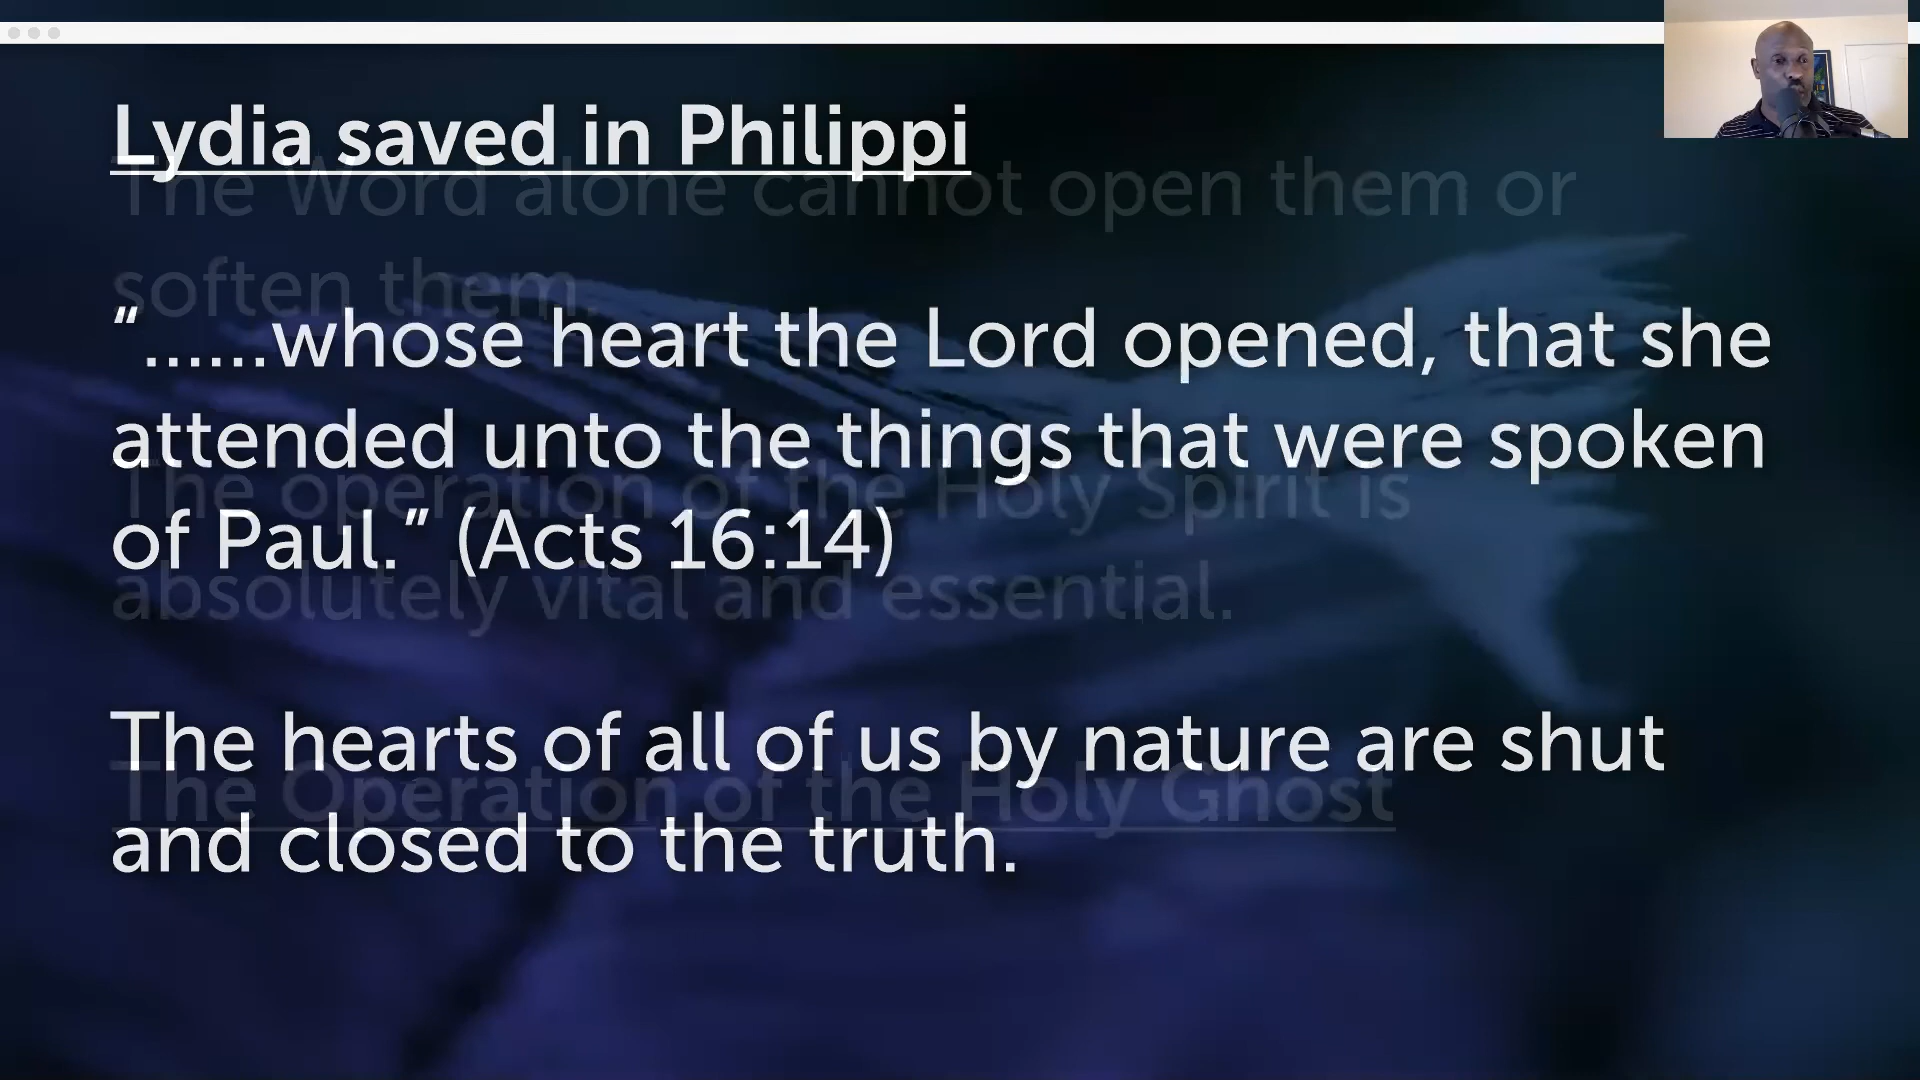 Lydia saved in Philippi
The Word alone cannot open them or
soften them.
“......whose heart the Lord opened, that she
attended unto the things that were spoken
The operation of the Holy Spirit is
of Paul.” (Acts 16:14)
absolutely vital and essential.
The hearts of all of us by nature are shut
The Operation of the Holy Ghost
and closed to the truth.